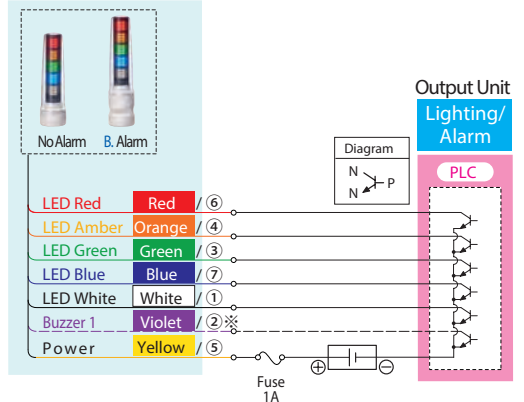 No Alarm B. Alarm
Output Unit
Lighting/
Alarm
PLC
Diagram
N
N P
LED Red Red / ⑥
LED Amber Orange / ④
LED Green Green / ③
LED Blue Blue / ⑦
LED White White / ①
Buzzer 1 Violet / ②※
Power Yellow / ⑤
⊕ ⊖
Fuse
1A